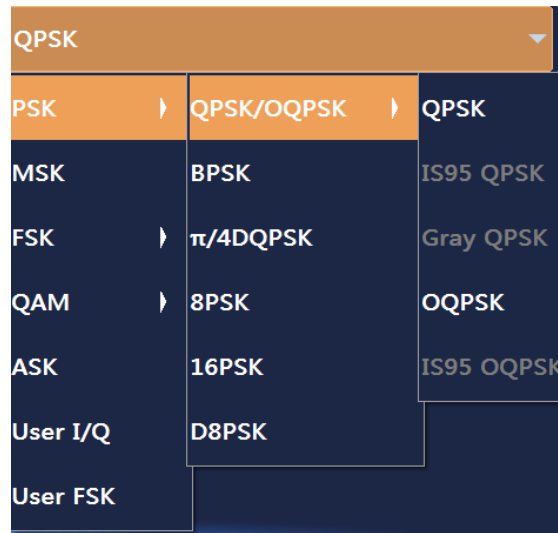 QPSK
PSK
MSK
FSK
QAM
ASK
User I/Q
User FSK
QPSK/OQPSK
BPSK
π/4DQPSK
8PSK
16PSK
D8PSK
QPSK
IS95 QPSK
Gray QPSK
OQPSK
IS95 OQPSK